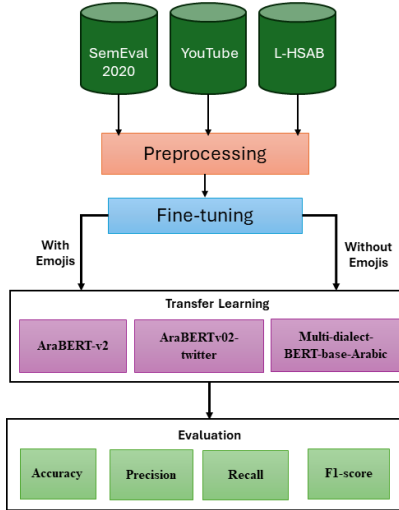 SemEval
2020
YouTube
L-HSAB
Preprocessing
Fine-tuning
With
Emojis
Without
Emojis
Transfer Learning
AraBERT-v2
AraBERTv02-
twitter
Multi-dialect-
BERT-base-Arabic
Evaluation
Accuracy
Precision
Recall
F1-score